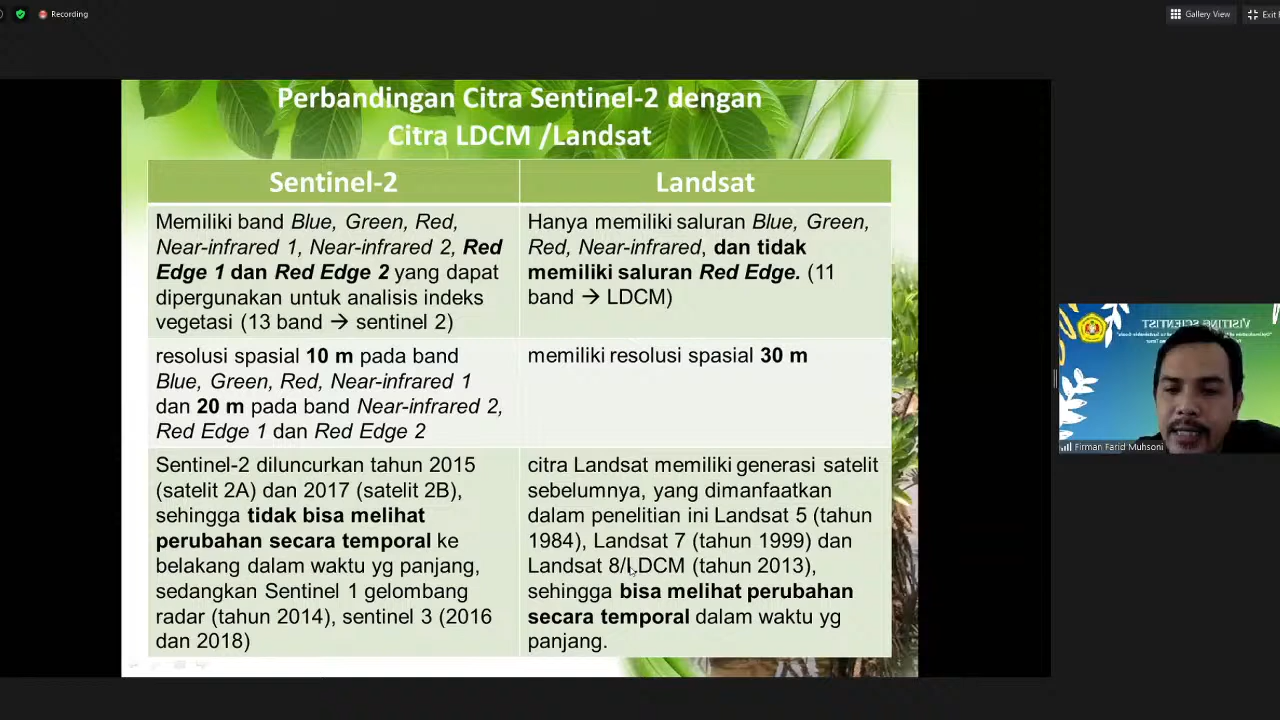 Recording
Gallery View
Exit
Perbandingan Citra Sentinel-2 dengan
Citra LDCM /Landsat
Sentinel-2
Landsat
Memiliki band Blue, Green, Red,
Near-infrared 1, Near-infrared 2, Red
Edge 1 dan Red Edge 2 yang dapat
dipergunakan untuk analisis indeks
vegetasi (13 band → sentinel 2)
Hanya memiliki saluran Blue, Green,
Red, Near-infrared, dan tidak
memiliki saluran Red Edge. (11
band → LDCM)
resolusi spasial 10 m pada band
Blue, Green, Red, Near-infrared 1
dan 20 m pada band Near-infrared 2,
Red Edge 1 dan Red Edge 2
memiliki resolusi spasial 30 m
Sentinel-2 diluncurkan tahun 2015
(satelit 2A) dan 2017 (satelit 2B),
sehingga tidak bisa melihat
perubahan secara temporal ke
belakang dalam waktu yg panjang,
sedangkan Sentinel 1 gelombang
radar (tahun 2014), sentinel 3 (2016
dan 2018)
citra Landsat memiliki generasi satelit
sebelumnya, yang dimanfaatkan
dalam penelitian ini Landsat 5 (tahun
1984), Landsat 7 (tahun 1999) dan
Landsat 8/LDCM (tahun 2013),
sehingga bisa melihat perubahan
secara temporal dalam waktu yg
panjang.
VISITING SCIENTIST
Firman Farid Muhsoni